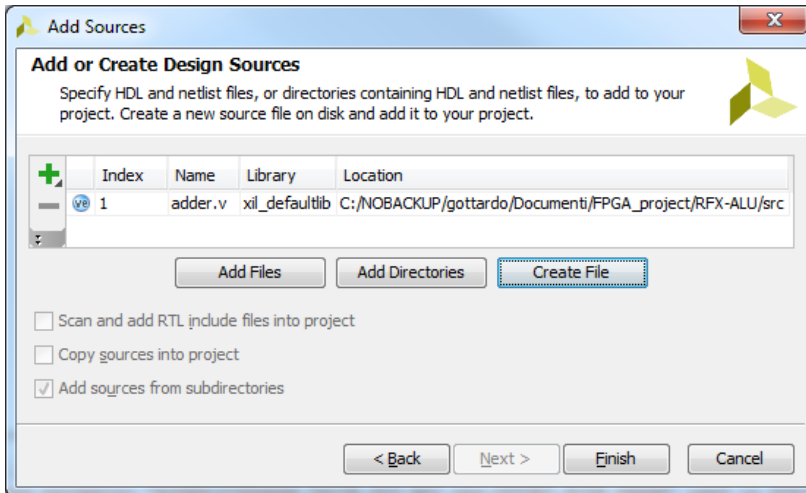 Add Sources
Add or Create Design Sources
Specify HDL and netlist files, or directories containing HDL and netlist files, to add to your
project. Create a new source file on disk and add it to your project.
Index Name Library Location
ve 1 adder.v xil_defaultlib C:/NOBACKUP/gottardo/Documenti/FPGA_project/RFX-ALU/src
Add Files Add Directories Create File
Scan and add RTL include files into project
Copy sources into project
Add sources from subdirectories
< Back Next > Finish Cancel